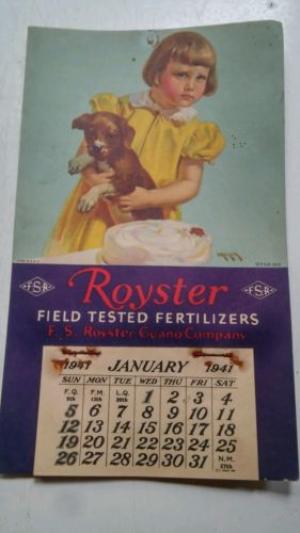 F.S.R.
Royster
F.S.R.
FIELD TESTED FERTILIZERS
F. S. Royster Guano Company
1941 JANUARY 1941
SUN MON TUE WED THU FRI SAT
F.Q. F.M. L.Q. 1 2 3 4
5 6 7 8 9 10 11
12 13 14 15 16 17 18
19 20 21 22 23 24 25
26 27 28 29 30 31 N.M. 27th